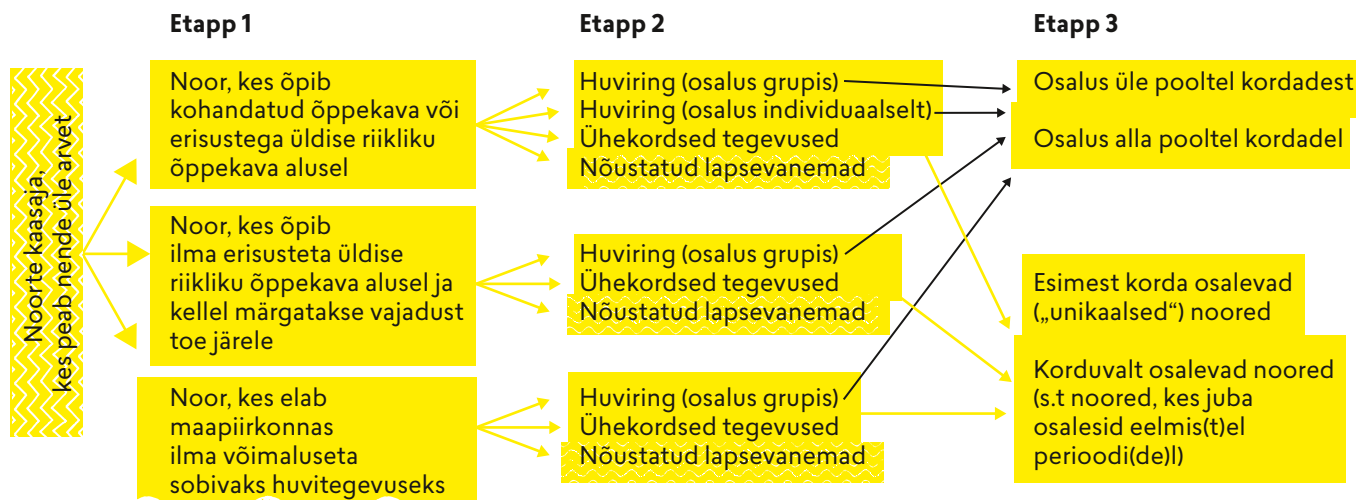 Etapp 1
Etapp 2
Etapp 3
Noorte kaasaja,
kes peab nende üle arvet
Noor, kes õpib
kohandatud õppekava või
erisustega üldise riikliku
õppekava alusel
Noor, kes õpib
ilma erisusteta üldise
riikliku õppekava alusel ja
kellel märgatakse vajadust
toe järele
Noor, kes elab
maapiirkonnas
ilma võimaluseta
sobivaks huvitegevuseks
Huviring (osalus grupis)
Huviring (osalus individuaalselt)
Ühekordsed tegevused
Nõustatud lapsevanemad
Huviring (osalus grupis)
Ühekordsed tegevused
Nõustatud lapsevanemad
Huviring (osalus grupis)
Ühekordsed tegevused
Nõustatud lapsevanemad
Osalus üle pooltel kordadest
Osalus alla pooltel kordadel
Esimest korda osalevad
(„unikaalsed“) noored
Korduvalt osalevad noored
(s.t noored, kes juba
osalesid eelmis(t)el
perioodi(de)l)